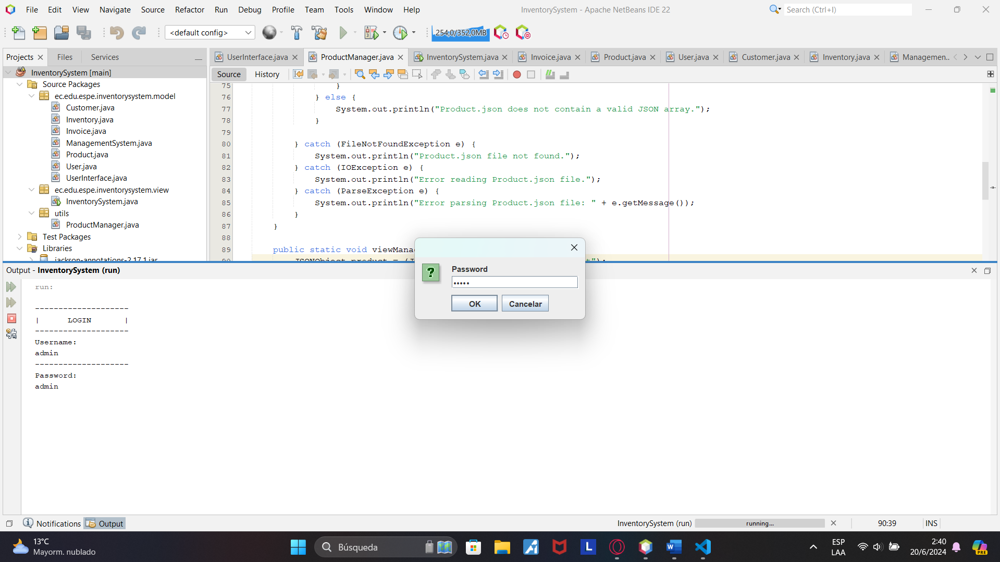 File Edit View Navigate Source Refactor Run Debug Profile Team Tools Window Help
InventorySystem - Apache NetBeans IDE 22
Search (Ctrl+I)
<default config>
254,0/352,0MB
Projects Files Services
UserInterface.java ProductManager.java InventorySystem.java Invoice.java Product.java User.java Customer.java Inventory.java Managemen..
InventorySystem [main]
Source Packages
ec.edu.espe.inventorysystem.model
Customer.java
Inventory.java
Invoice.java
ManagementSystem.java
Product.java
User.java
UserInterface.java
ec.edu.espe.inventorysystem.view
InventorySystem.java
utils
ProductManager.java
Test Packages
Libraries
jackson-annotations-2.17.1.jar
Source History
75 }
76 } else {
77 System.out.println("Product.json does not contain a valid JSON array.");
78 }
79
80 } catch (FileNotFoundException e) {
81 System.out.println("Product.json file not found.");
82 } catch (IOException e) {
83 System.out.println("Error reading Product.json file.");
84 } catch (ParseException e) {
85 System.out.println("Error parsing Product.json file: " + e.getMessage());
86 }
87 }
88
89 public static void viewMana
90 JSONObject product = (J t");
Password
•••••
OK Cancelar
Output - InventorySystem (run)
run:
--------------------
| LOGIN |
--------------------
Username:
admin
--------------------
Password:
admin
Notifications Output
InventorySystem (run) running... 90:39 INS
13°C
Mayorm. nublado
Búsqueda
L
W
ESP
LAA
2:40
20/6/2024
PRE